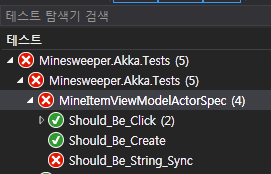 테스트 탐색기 검색
테스트
Minesweeper.Akka.Tests (5)
Minesweeper.Akka.Tests (5)
MineItemViewModelActorSpec (4)
Should_Be_Click (2)
Should_Be_Create
Should_Be_String_Sync